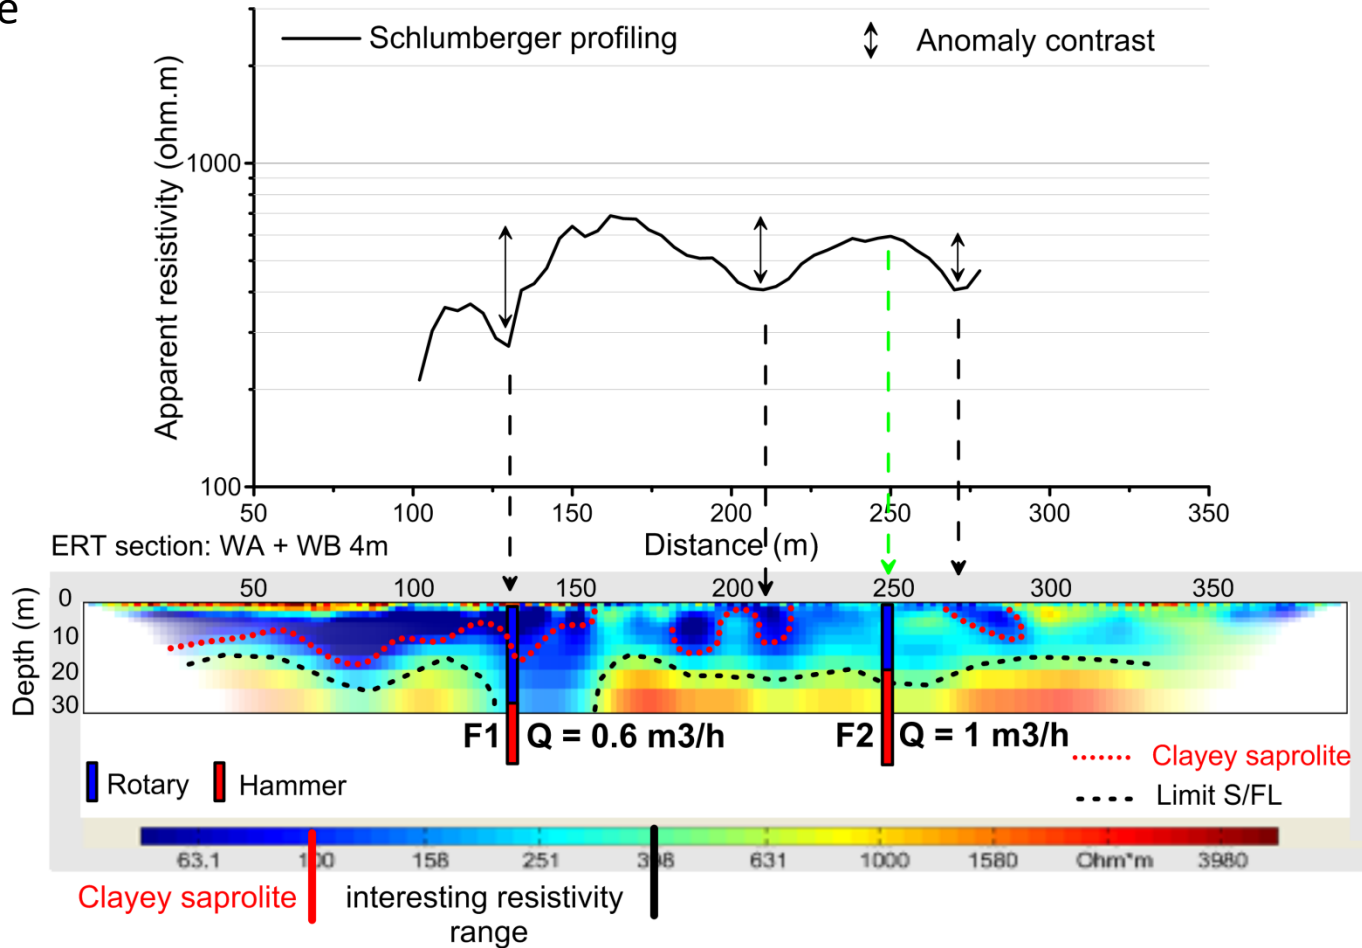 e
Schlumberger profiling
Anomaly contrast
Apparent resistivity (ohm.m)
1000
100
50 100 150 200 250 300 350
Distance (m)
ERT section: WA + WB 4m
50 100 150 200 250 300 350
Depth (m)
0
10
20
30
F1 Q = 0.6 m3/h
F2 Q = 1 m3/h
Rotary
Hammer
Clayey saprolite
Limit S/FL
63.1 100 158 251 398 631 1000 1580 Ohm*m 3980
Clayey saprolite
interesting resistivity
range